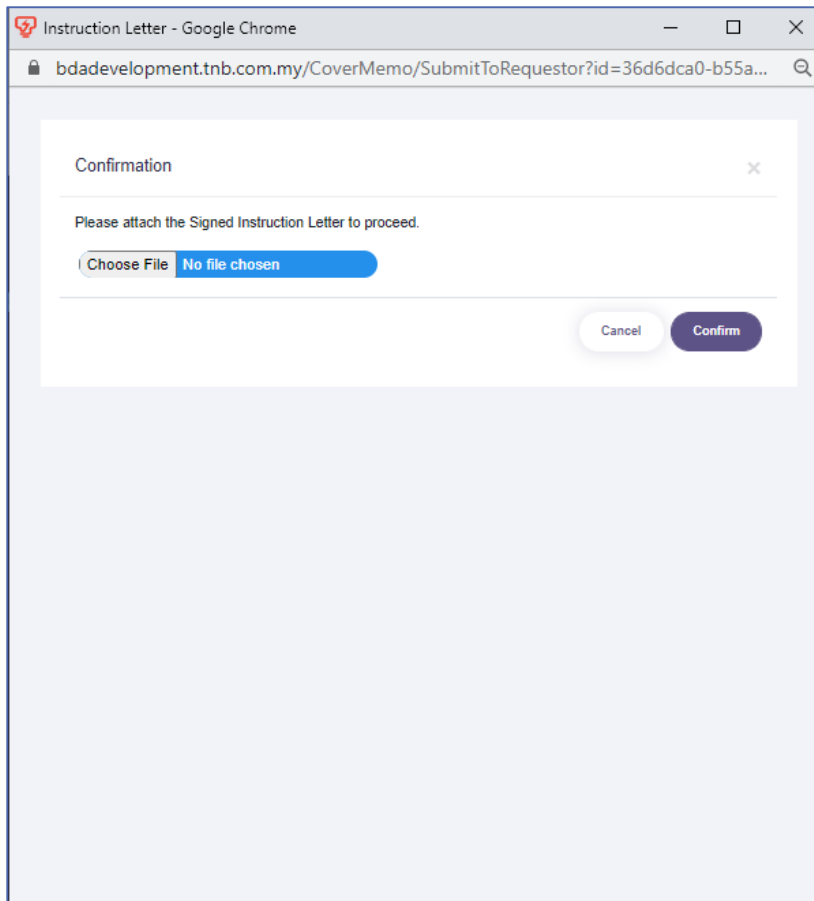 Instruction Letter - Google Chrome
bdadevelopment.tnb.com.my/CoverMemo/SubmitToRequestor?id=36d6dca0-b55a...
Confirmation
Please attach the Signed Instruction Letter to proceed.
Choose File No file chosen
Cancel Confirm